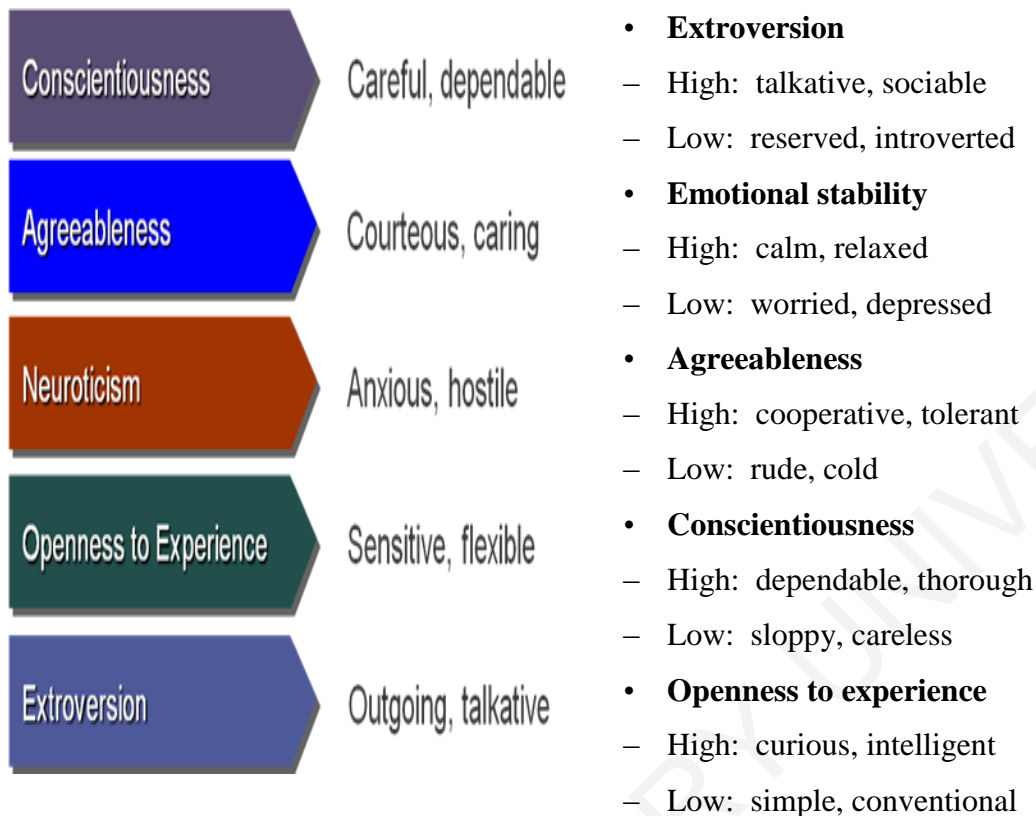 Conscientiousness
Careful, dependable
Agreeableness
Courteous, caring
Neuroticism
Anxious, hostile
Openness to Experience
Sensitive, flexible
Extroversion
Outgoing, talkative
• Extroversion
– High: talkative, sociable
– Low: reserved, introverted
• Emotional stability
– High: calm, relaxed
– Low: worried, depressed
• Agreeableness
– High: cooperative, tolerant
– Low: rude, cold
• Conscientiousness
– High: dependable, thorough
– Low: sloppy, careless
• Openness to experience
– High: curious, intelligent
– Low: simple, conventional